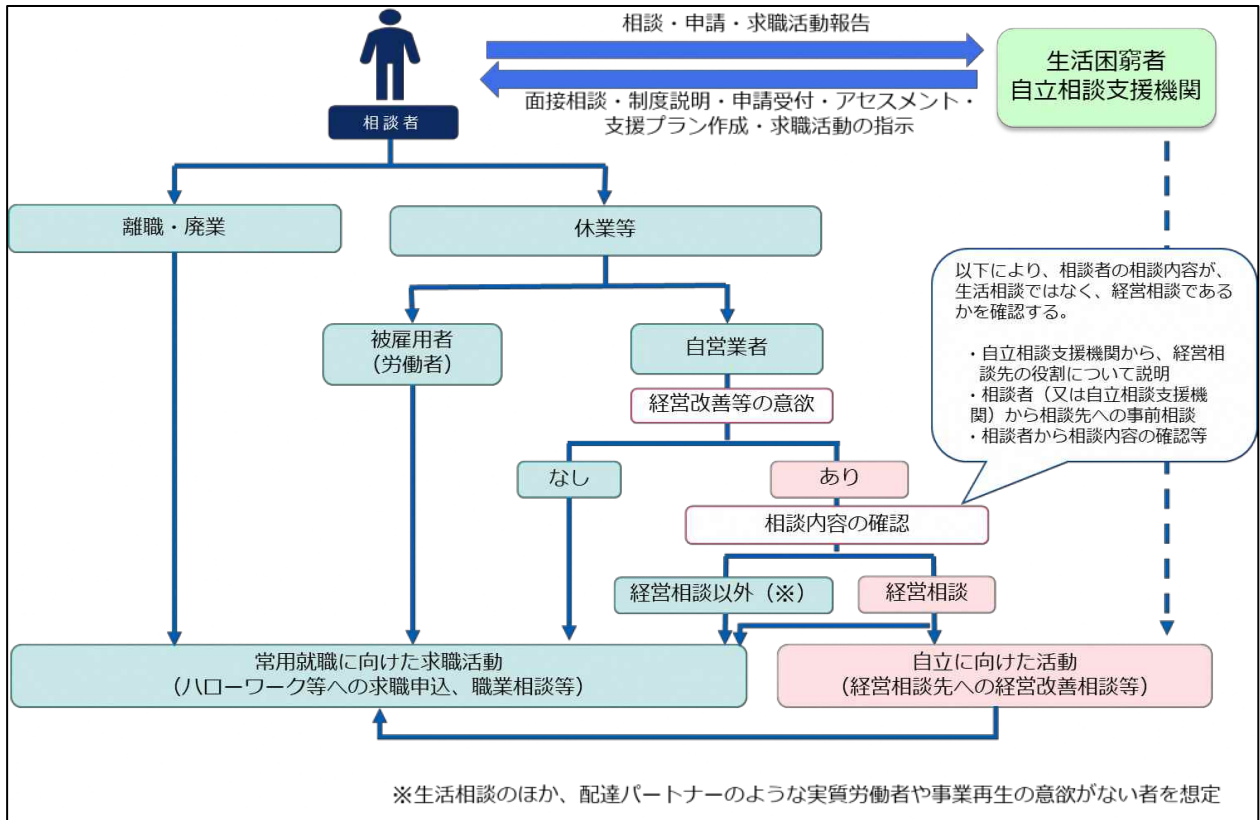 相談・申請・求職活動報告
生活困窮者
自立相談支援機関
面接相談・制度説明・申請受付・アセスメント・
支援プラン作成・求職活動の指示
相談者
離職・廃業
休業等
以下により、相談者の相談内容が、
生活相談ではなく、経営相談である
かを確認する。
・自立相談支援機関から、経営相
談先の役割について説明
・相談者（又は自立相談支援機
関）から相談先への事前相談
・相談者から相談内容の確認等
被雇用者
（労働者）
自営業者
経営改善等の意欲
なし
あり
相談内容の確認
経営相談以外（※）
経営相談
常用就職に向けた求職活動
（ハローワーク等への求職申込、職業相談等）
自立に向けた活動
（経営相談先への経営改善相談等）
※生活相談のほか、配達パートナーのような実質労働者や事業再生の意欲がない者を想定